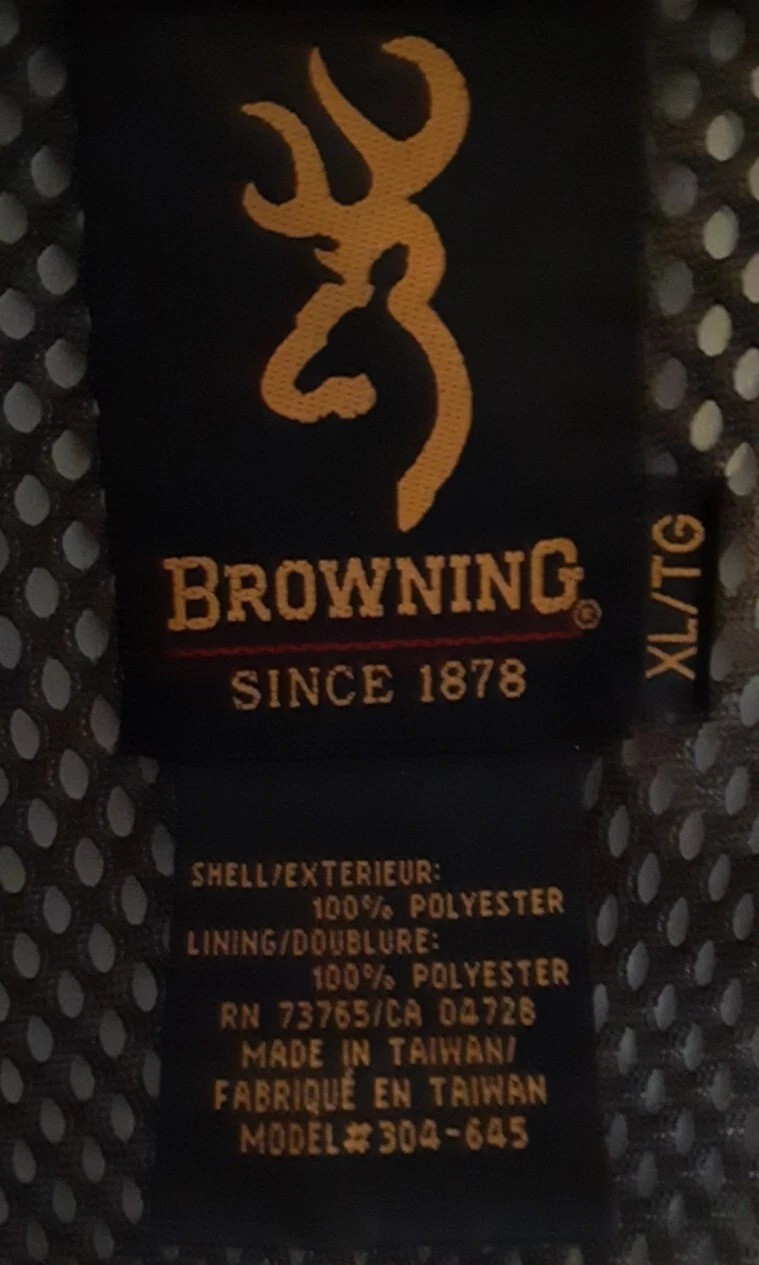 BROWNING®
SINCE 1878
XL/TG
SHELL/EXTERIEUR:
100% POLYESTER
LINING/DOUBLURE:
100% POLYESTER
RN 73765/CA 04728
MADE IN TAIWAN/
FABRIQUÉ EN TAIWAN
MODEL#304-645